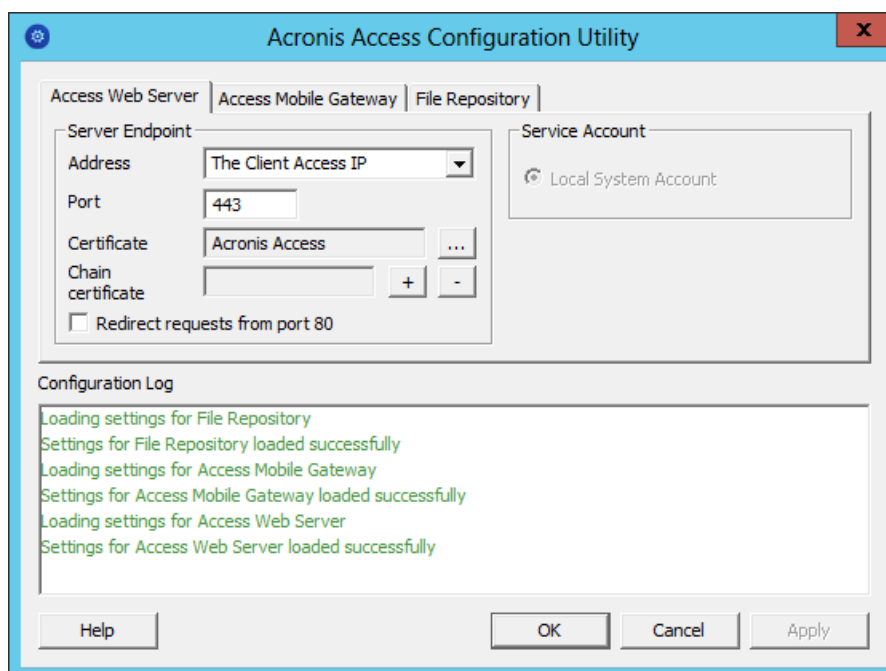 Acronis Access Configuration Utility
x
Access Web Server
Access Mobile Gateway
File Repository
Server Endpoint
Address
The Client Access IP
Port
443
Certificate
Acronis Access
...
Chain certificate
+
-
Redirect requests from port 80
Service Account
Local System Account
Configuration Log
Loading settings for File Repository
Settings for File Repository loaded successfully
Loading settings for Access Mobile Gateway
Settings for Access Mobile Gateway loaded successfully
Loading settings for Access Web Server
Settings for Access Web Server loaded successfully
Help
OK
Cancel
Apply